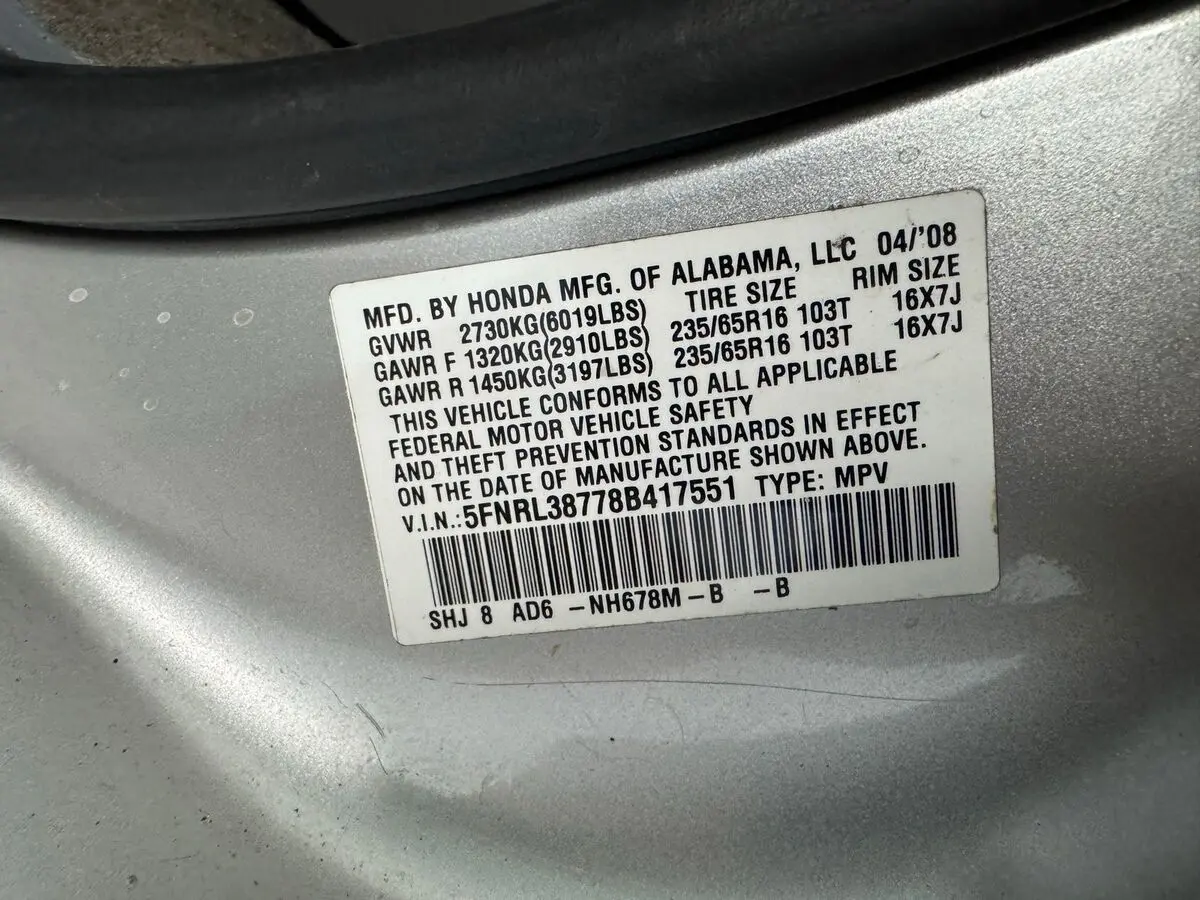 MFD. BY HONDA MFG. OF ALABAMA, LLC 04/'08
GVWR 2730KG(6019LBS) TIRE SIZE RIM SIZE
GAWR F 1320KG(2910LBS) 235/65R16 103T 16X7J
GAWR R 1450KG(3197LBS) 235/65R16 103T 16X7J
THIS VEHICLE CONFORMS TO ALL APPLICABLE
FEDERAL MOTOR VEHICLE SAFETY
AND THEFT PREVENTION STANDARDS IN EFFECT
ON THE DATE OF MANUFACTURE SHOWN ABOVE.
V.I.N.:5FNRL38778B417551 TYPE: MPV
SHJ 8 AD6 -NH678M-B -B